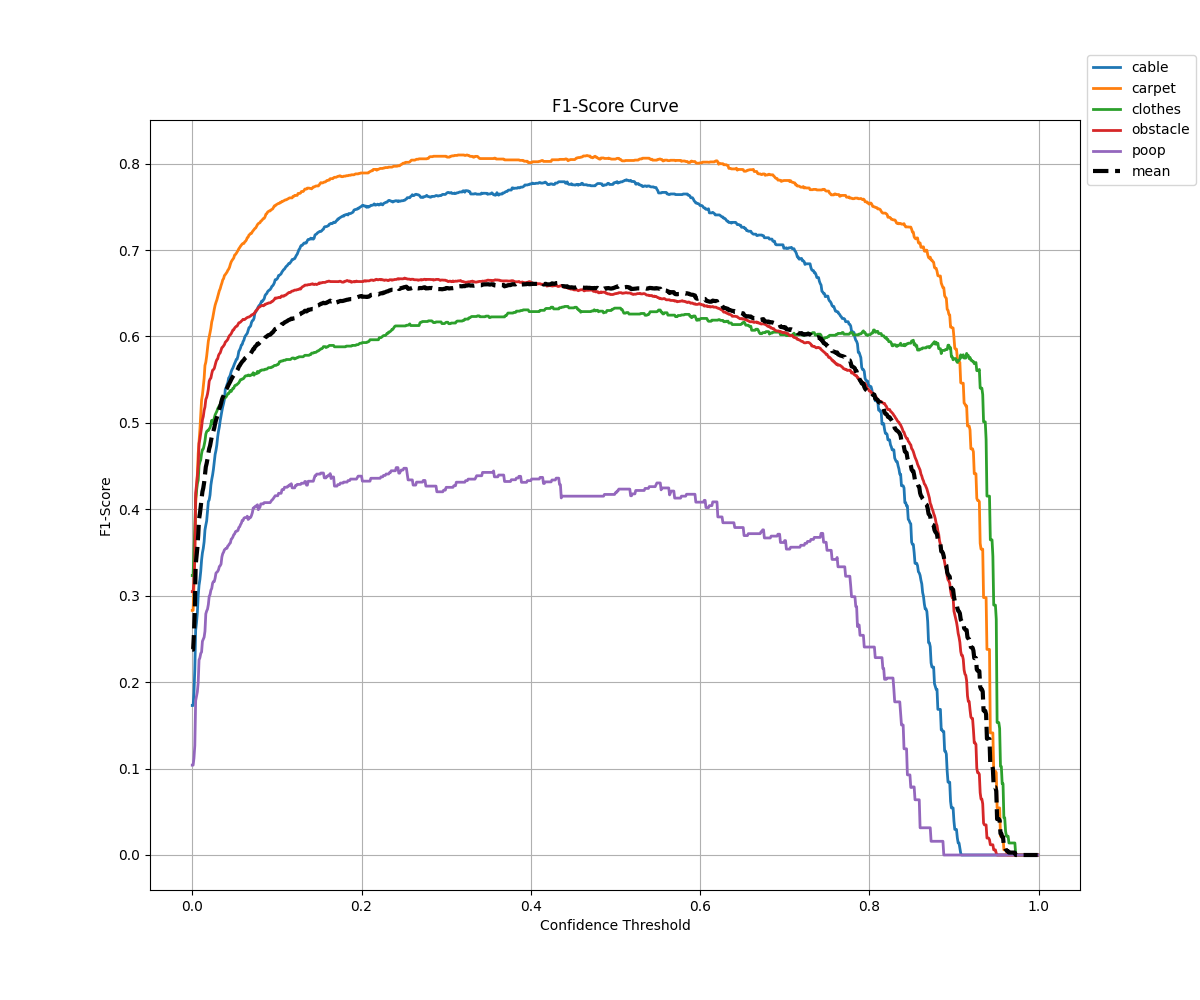 F1-Score Curve
cable
carpet
clothes
obstacle
poop
mean
F1-Score
0.8
0.7
0.6
0.5
0.4
0.3
0.2
0.1
0.0
0.0 0.2 0.4 0.6 0.8 1.0
Confidence Threshold